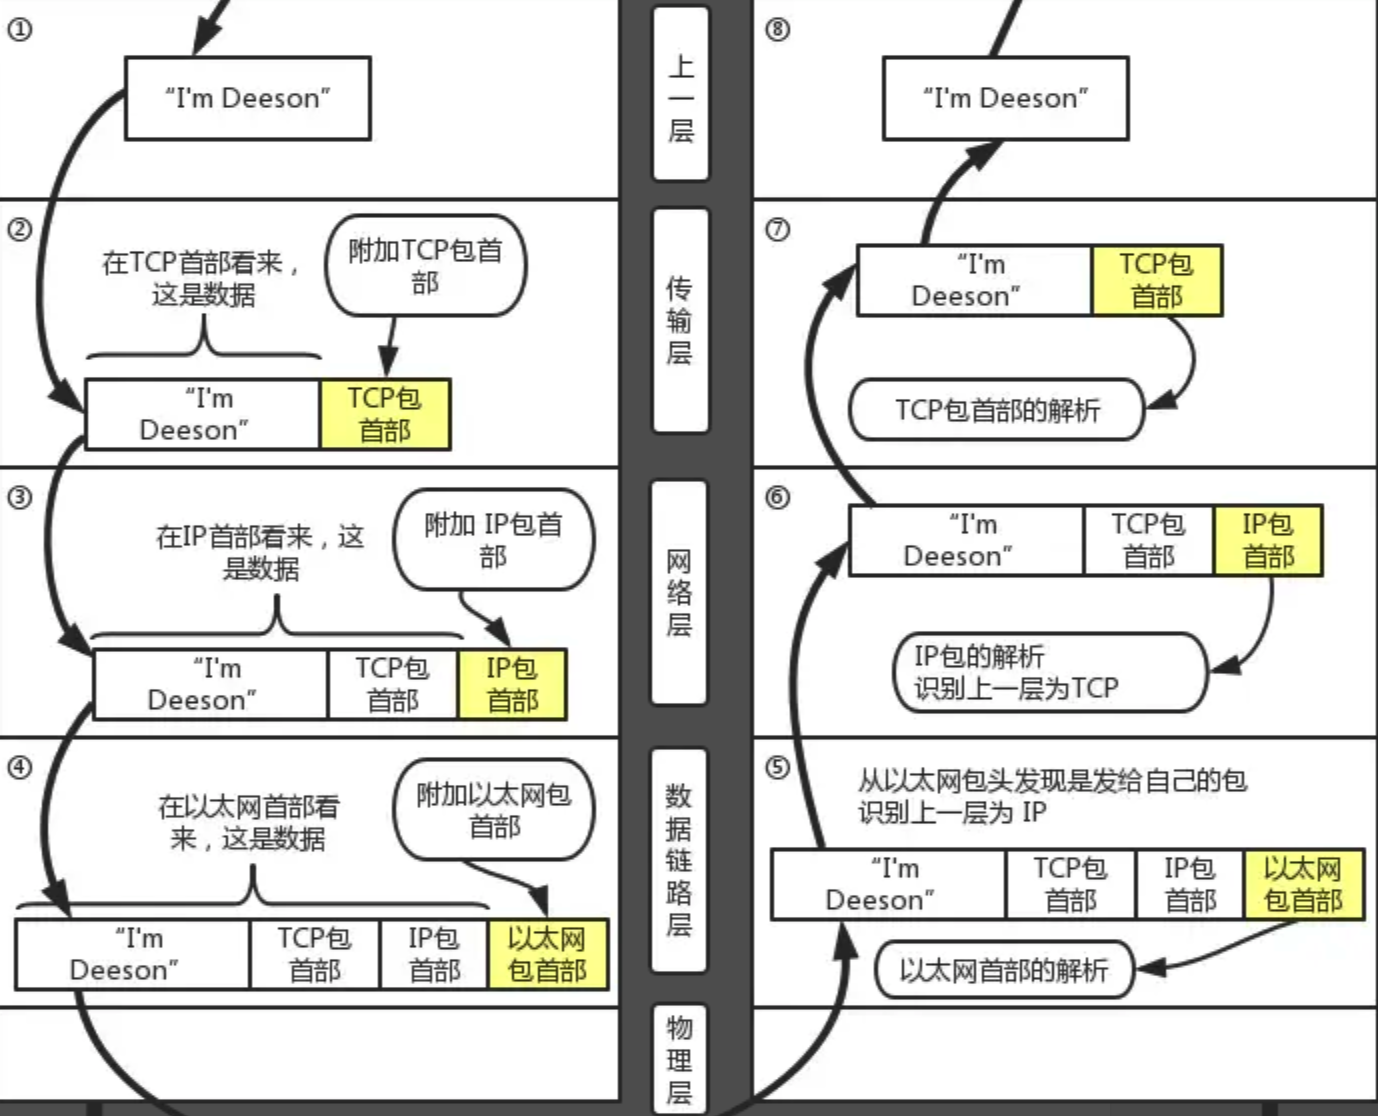 ①
“I'm Deeson”
②
在TCP首部看来，
这是数据
附加TCP包首
部
“I'm
Deeson”
TCP包
首部
③
在IP首部看来，这
是数据
附加 IP包首
部
“I'm
Deeson”
TCP包
首部
IP包
首部
④
在以太网首部看
来，这是数据
附加以太网包
首部
“I'm
Deeson”
TCP包
首部
IP包
首部
以太网
包首部
上
一
层
传
输
层
网
络
层
数
据
链
路
层
物
理
层
⑧
“I'm Deeson”
⑦
“I'm
Deeson”
TCP包
首部
TCP包首部的解析
⑥
“I'm
Deeson”
TCP包
首部
IP包
首部
IP包的解析
识别上一层为TCP
⑤
从以太网包头发现是发给自己的包
识别上一层为 IP
“I'm
Deeson”
TCP包
首部
IP包
首部
以太网
包首部
以太网首部的解析